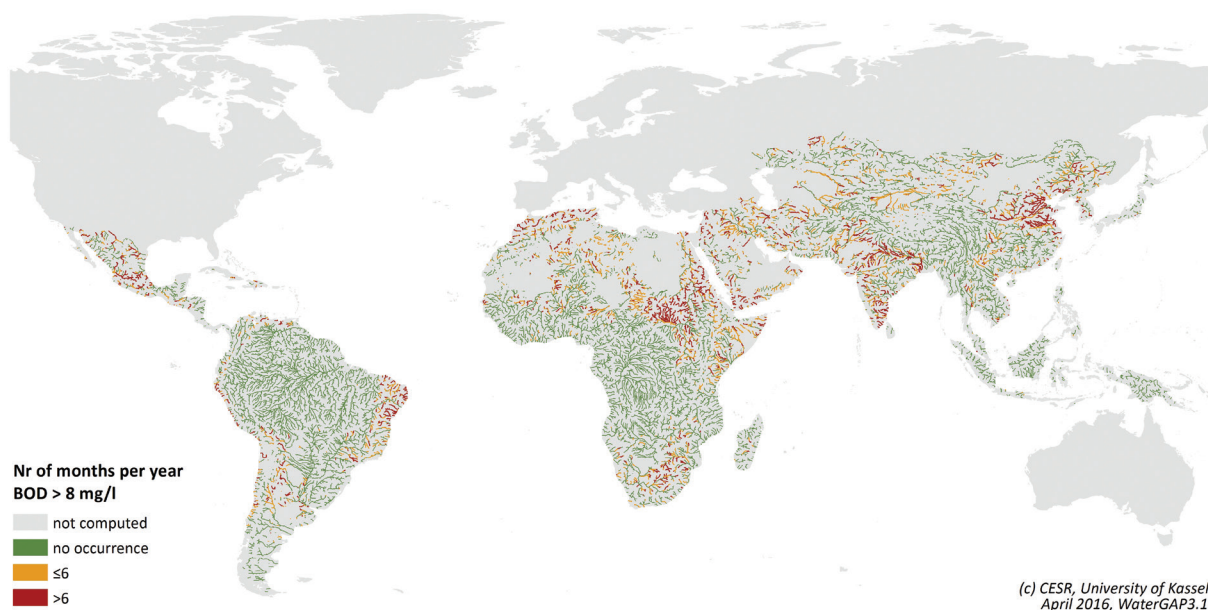 Nr of months per year
BOD > 8 mg/l
not computed
no occurrence
≤6
>6
(c) CESR, University of Kassel
April 2016, WaterGAP3.1